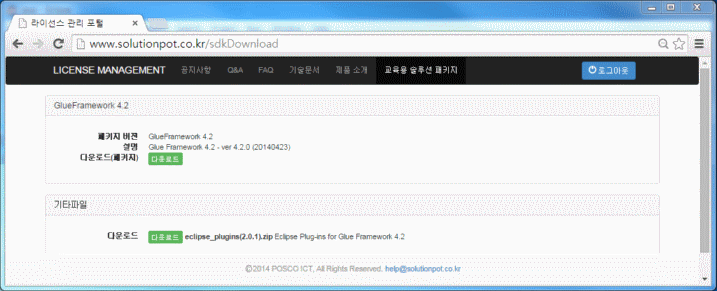 라이선스 관리 포털
www.solutionpot.co.kr/sdkDownload
LICENSE MANAGEMENT 공지사항 Q&A FAQ 기술문서 제품 소개 교육용 솔루션 패키지 로그아웃
GlueFramework 4.2
패키지 버전 GlueFramework 4.2
설명 Glue Framework 4.2 - ver 4.2.0 (20140423)
다운로드(패키지) 다운로드
기타파일
다운로드 다운로드 eclipse_plugins(2.0.1).zip Eclipse Plug-ins for Glue Framework 4.2
©2014 POSCO ICT, All Rights Reserved. help@solutionpot.co.kr